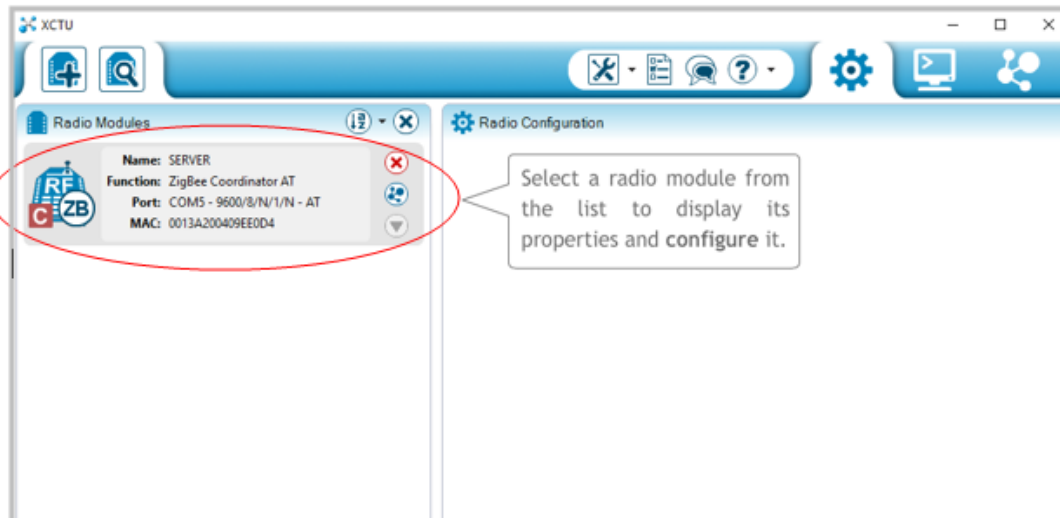 XCTU
Radio Modules
Radio Configuration
Name: SERVER
Function: ZigBee Coordinator AT
Port: COM5 - 9600/8/N/1/N - AT
MAC: 0013A200409EE0D4
RF
C
ZB
Select a radio module from
the list to display its
properties and configure it.